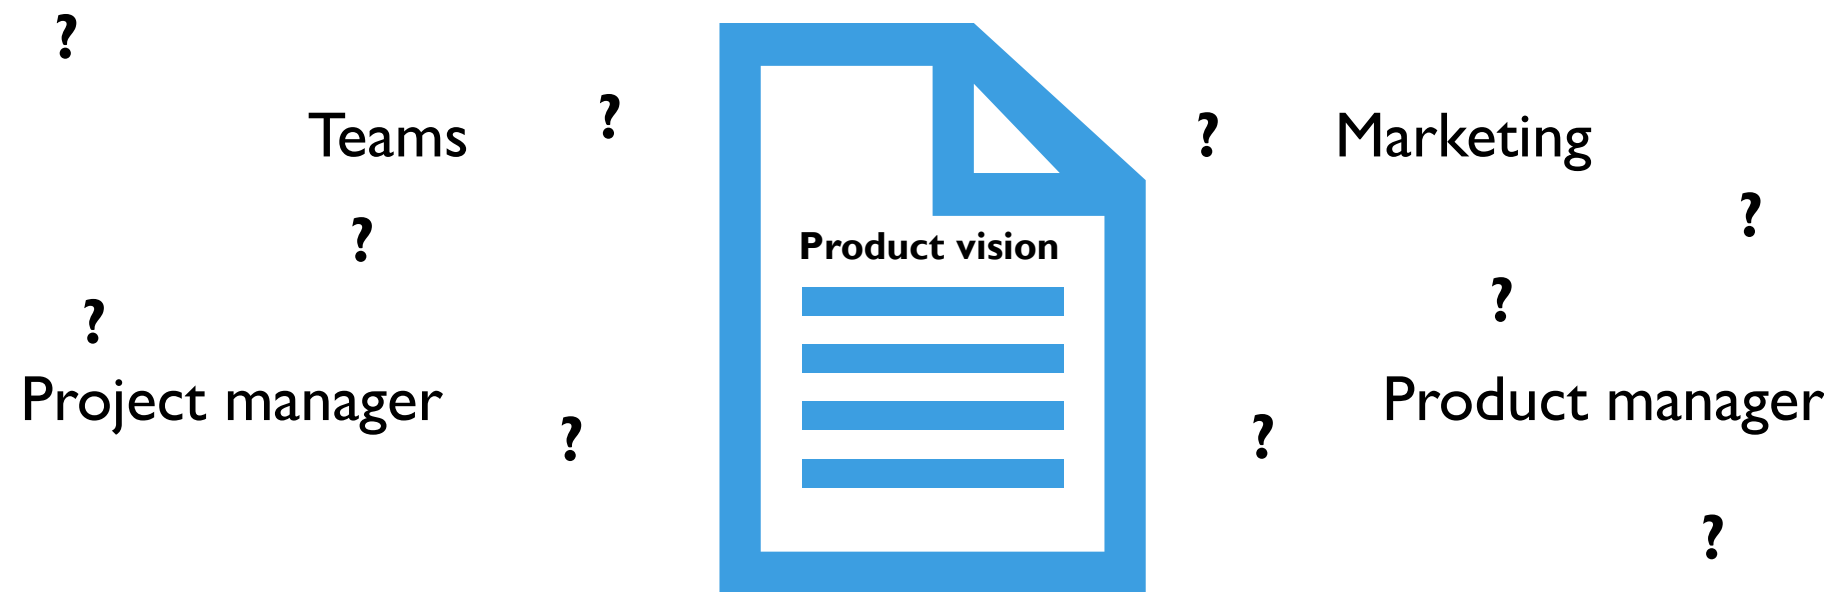 ?
?
Teams
?
Marketing
?
?
Product vision
?
?
Project manager
Product manager
?
?
?